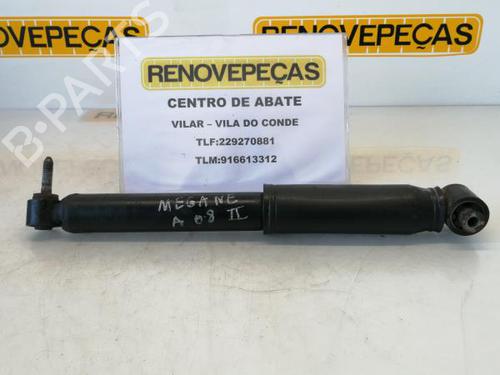 RENOVEPEÇAS
RENOVEPEÇAS
B-PARTS
RENOVEPEÇAS
CENTRO DE ABATE
VILAR – VILA DO CONDE
TLF:229270881
TLM:916613312
MEGANE
A 08 II